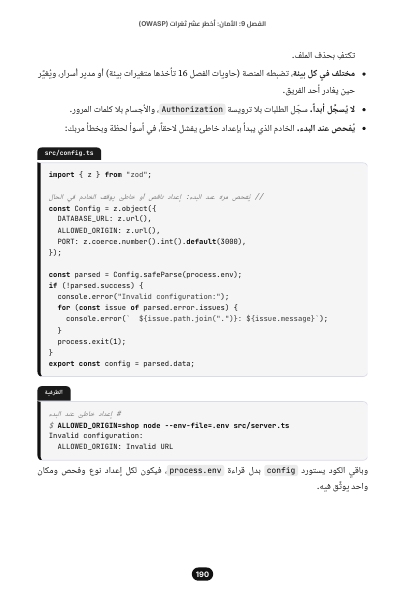 الفصل 9: الأمان: أخطر عشر ثغرات (OWASP)
تكتفِ بحذف الملف.
• مختلف في كل بيئة، تضبطه المنصة (حاويات الفصل 16 تأخذها متغيرات بيئة) أو مدير أسرار، ويُغيَّر
حين يغادر أحد الفريق.
• لا يُسجَّل أبداً. سجّل الطلبات بلا ترويسة Authorization، والأجسام بلا كلمات المرور.
• يُفحص عند البدء. الخادم الذي يبدأ بإعداد خاطئ يفشل لاحقاً، في أسوأ لحظة وبخطأ مربك:
src/config.ts
import { z } from "zod";
// يُفحص مرة عند البدء: إعداد ناقص أو خاطئ يوقف الخادم في الحال
const Config = z.object({
  DATABASE_URL: z.url(),
  ALLOWED_ORIGIN: z.url(),
  PORT: z.coerce.number().int().default(3000),
});
const parsed = Config.safeParse(process.env);
if (!parsed.success) {
  console.error("Invalid configuration:");
  for (const issue of parsed.error.issues) {
    console.error(`  ${issue.path.join(".")}: ${issue.message}`);
  }
  process.exit(1);
}
export const config = parsed.data;
الطرفية
# إعداد خاطئ عند البدء
$ ALLOWED_ORIGIN=shop node --env-file=.env src/server.ts
Invalid configuration:
  ALLOWED_ORIGIN: Invalid URL
وباقي الكود يستورد config بدل قراءة process.env، فيكون لكل إعداد نوع وفحص ومكان
واحد يوثَّق فيه.
190